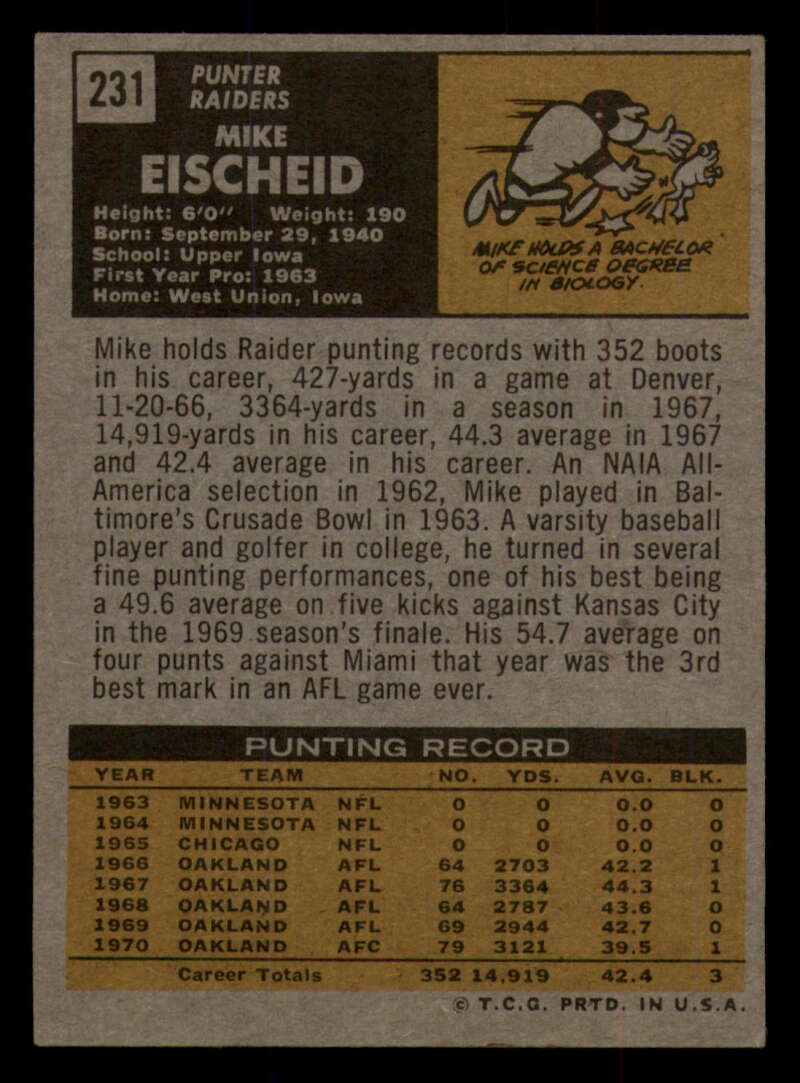 231
PUNTER
RAIDERS
MIKE
EISCHEID
Height: 6'0" Weight: 190
Born: September 29, 1940
School: Upper Iowa
First Year Pro: 1963
Home: West Union, Iowa
MIKE HOLDS A BACHELOR
OF SCIENCE DEGREE
IN BIOLOGY.
Mike holds Raider punting records with 352 boots
in his career, 427-yards in a game at Denver,
11-20-66, 3364-yards in a season in 1967,
14,919-yards in his career, 44.3 average in 1967
and 42.4 average in his career. An NAIA All-
America selection in 1962, Mike played in Bal-
timore's Crusade Bowl in 1963. A varsity baseball
player and golfer in college, he turned in several
fine punting performances, one of his best being
a 49.6 average on five kicks against Kansas City
in the 1969 season's finale. His 54.7 average on
four punts against Miami that year was the 3rd
best mark in an AFL game ever.
PUNTING RECORD
YEAR TEAM NO. YDS. AVG. BLK.
1963 MINNESOTA NFL 0 0 0.0 0
1964 MINNESOTA NFL 0 0 0.0 0
1965 CHICAGO NFL 0 0 0.0 0
1966 OAKLAND AFL 64 2703 42.2 1
1967 OAKLAND AFL 76 3364 44.3 1
1968 OAKLAND AFL 64 2787 43.6 0
1969 OAKLAND AFL 69 2944 42.7 0
1970 OAKLAND AFC 79 3121 39.5 1
Career Totals 352 14,919 42.4 3
© T.C.G. PRTD. IN U.S.A.